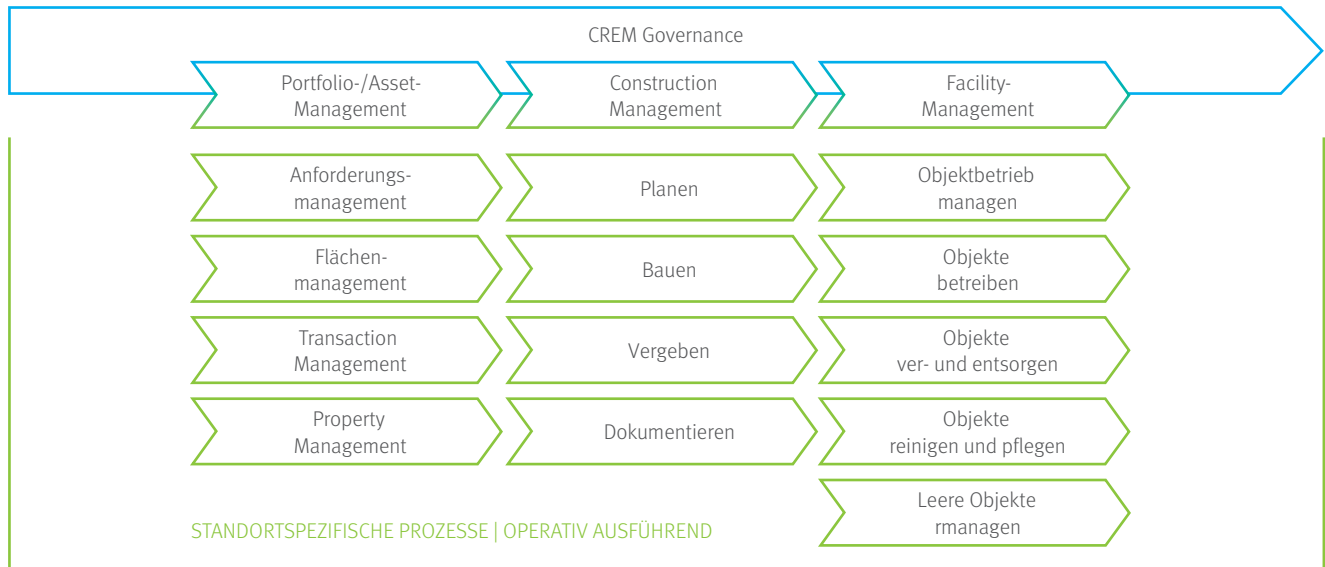 CREM Governance
Portfolio-/Asset-
Management
Construction
Management
Facility-
Management
Anforderungs-
management
Planen
Objektbetrieb
managen
Flächen-
management
Bauen
Objekte
betreiben
Transaction
Management
Vergeben
Objekte
ver- und entsorgen
Property
Management
Dokumentieren
Objekte
reinigen und pflegen
Leere Objekte
rmanagen
STANDORTSPEZIFISCHE PROZESSE | OPERATIV AUSFÜHREND